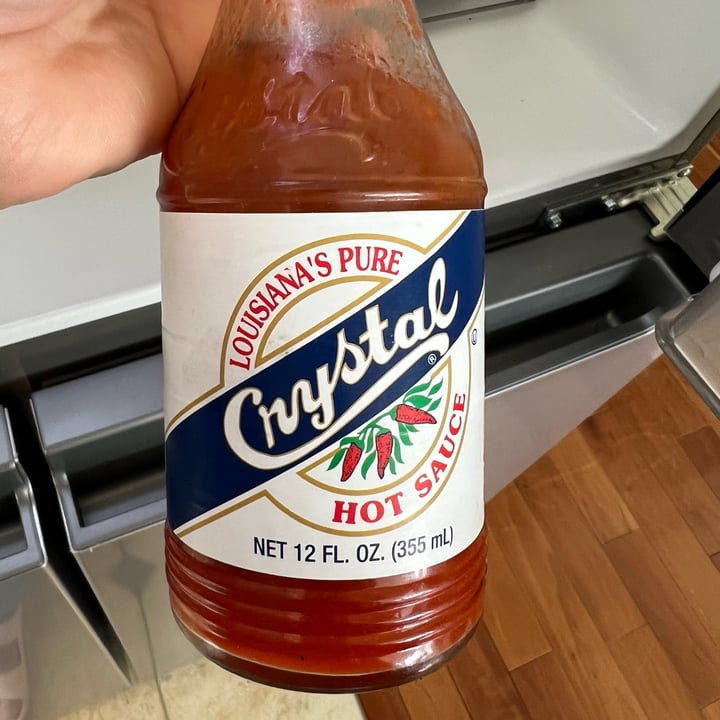 LOUISIANA'S PURE
Crystal®
HOT SAUCE
NET 12 FL. OZ. (355 mL)